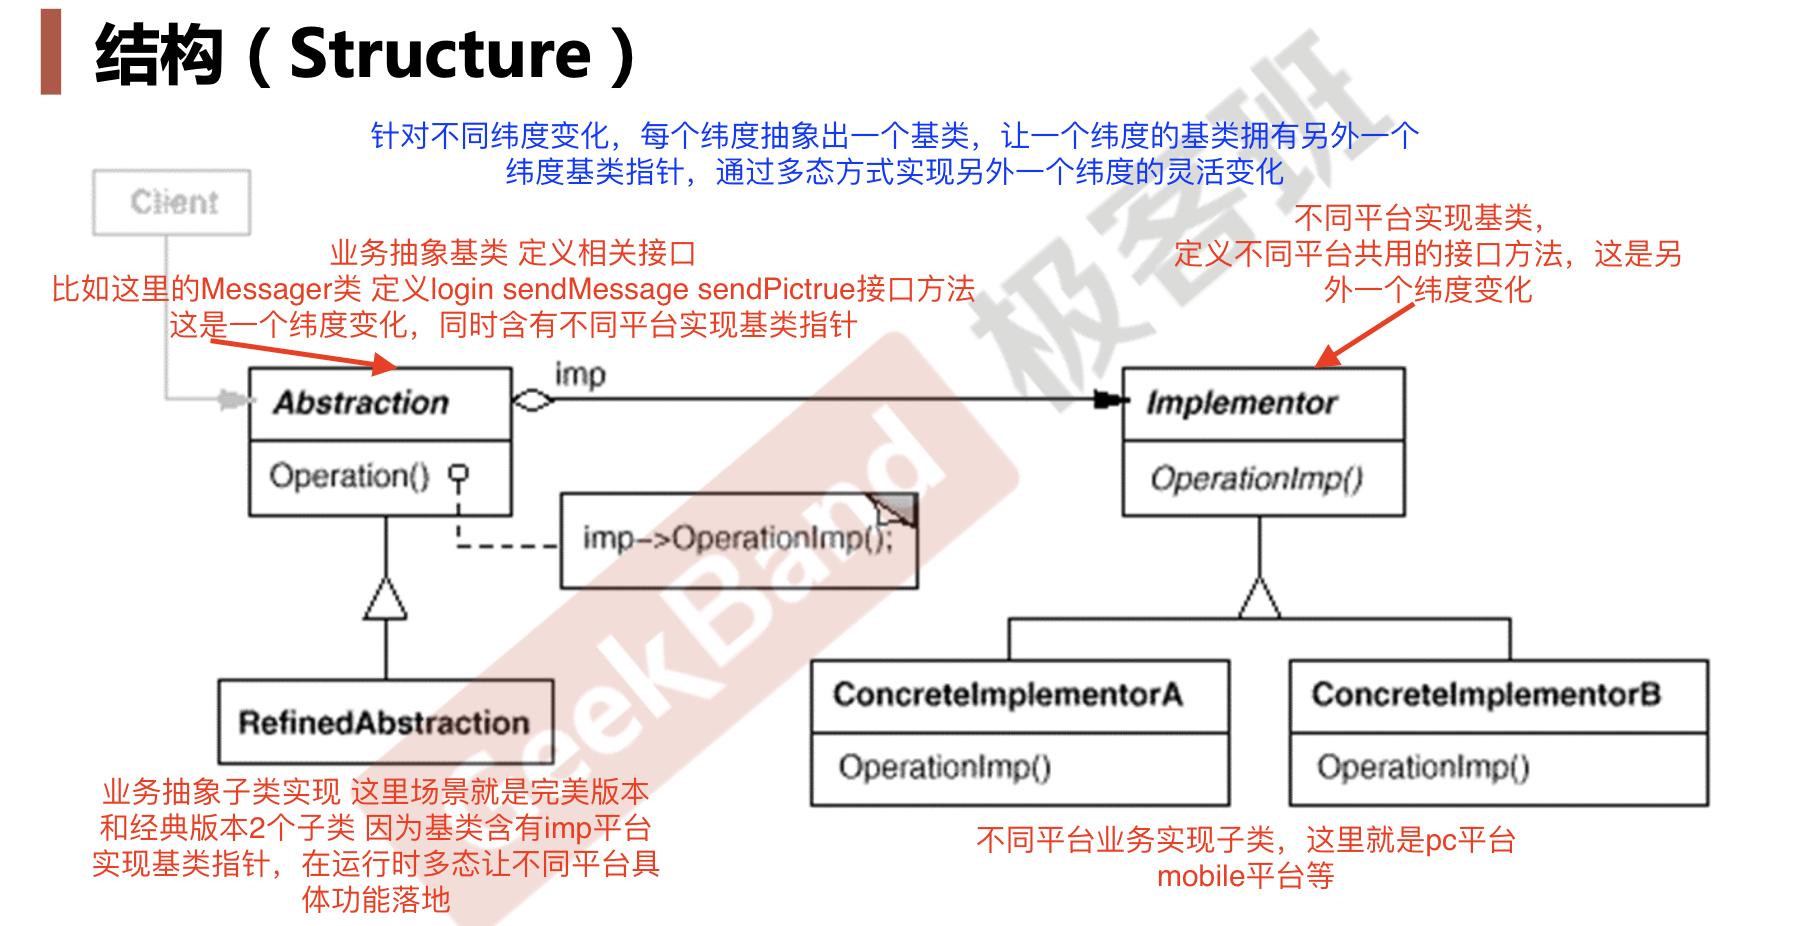 结构（Structure）
针对不同纬度变化，每个纬度抽象出一个基类，让一个纬度的基类拥有另外一个
纬度基类指针，通过多态方式实现另外一个纬度的灵活变化
Client
不同平台实现基类，
定义不同平台共用的接口方法，这是另
外一个纬度变化
业务抽象基类 定义相关接口
比如这里的Messager类 定义login sendMessage sendPictrue接口方法
这是一个纬度变化，同时含有不同平台实现基类指针
imp
Abstraction
Operation()
Implementor
OperationImp()
imp->OperationImp();
RefinedAbstraction
ConcreteImplementorA
OperationImp()
ConcreteImplementorB
OperationImp()
业务抽象子类实现 这里场景就是完美版本
和经典版本2个子类 因为基类含有imp平台
实现基类指针，在运行时多态让不同平台具
体功能落地
不同平台业务实现子类，这里就是pc平台
mobile平台等
GeekBand
极客班